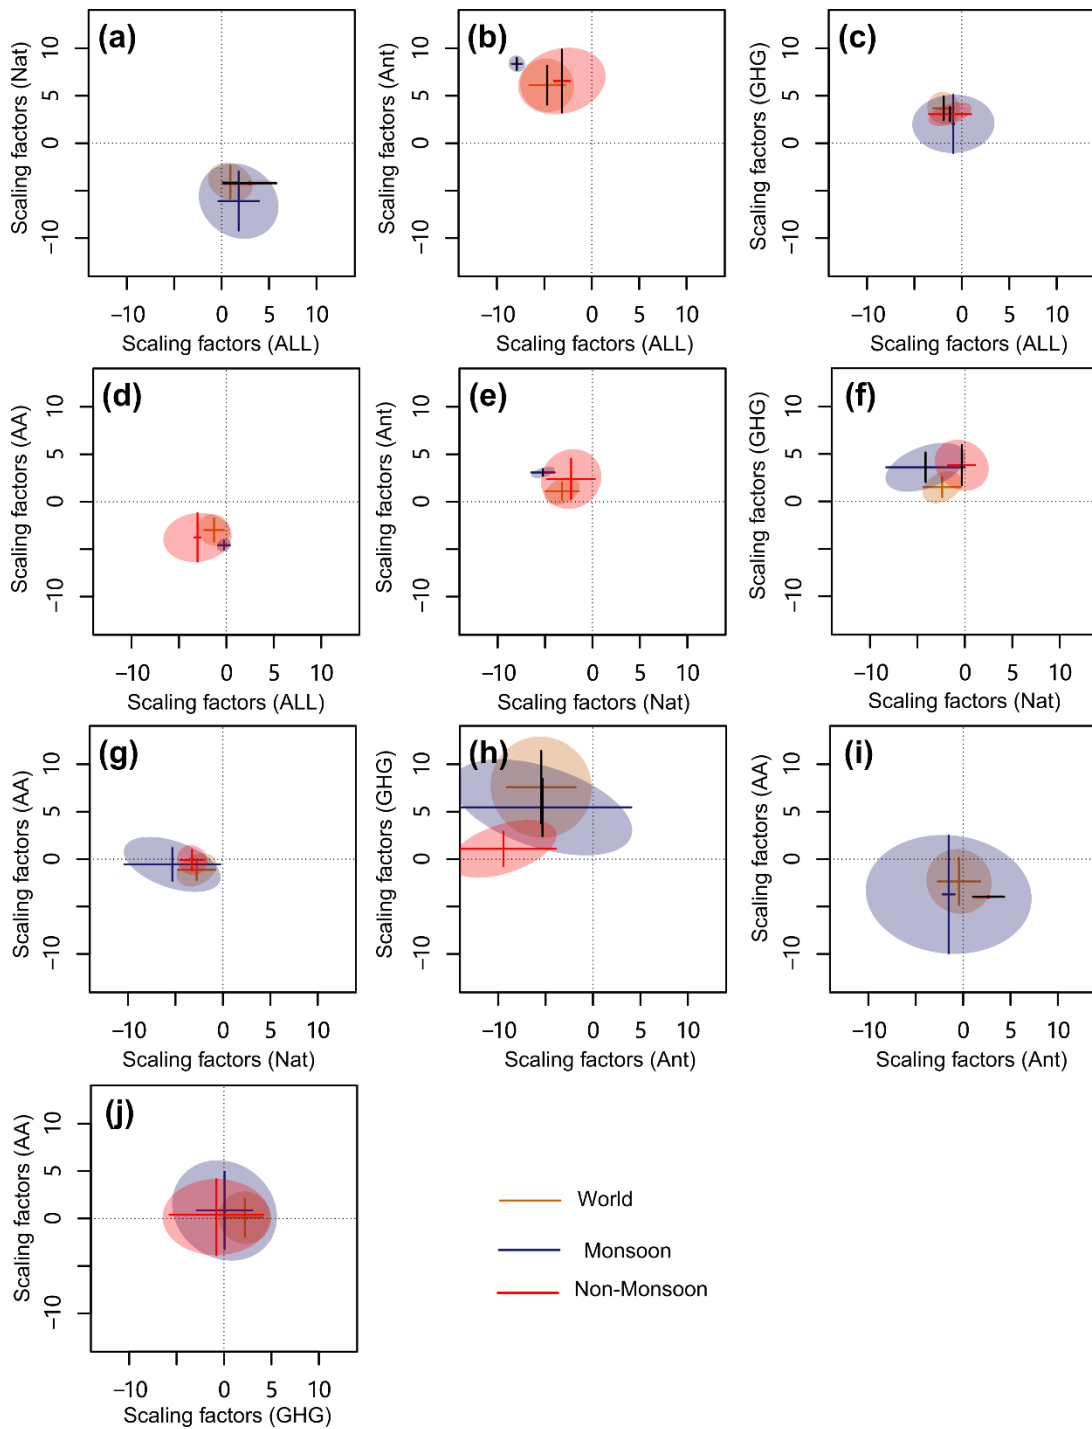 (a)
Scaling factors (Nat)
10
5
0
−10
−10 0 5 10
Scaling factors (ALL)
(b)
Scaling factors (Ant)
10
5
0
−10
−10 0 5 10
Scaling factors (ALL)
(c)
Scaling factors (GHG)
10
5
0
−10
−10 0 5 10
Scaling factors (ALL)
(d)
Scaling factors (AA)
10
5
0
−10
−10 0 5 10
Scaling factors (ALL)
(e)
Scaling factors (Ant)
10
5
0
−10
−10 0 5 10
Scaling factors (Nat)
(f)
Scaling factors (GHG)
10
5
0
−10
−10 0 5 10
Scaling factors (Nat)
(g)
Scaling factors (AA)
10
5
0
−10
−10 0 5 10
Scaling factors (Nat)
(h)
Scaling factors (GHG)
10
5
0
−10
−10 0 5 10
Scaling factors (Ant)
(i)
Scaling factors (AA)
10
5
0
−10
−10 0 5 10
Scaling factors (Ant)
(j)
Scaling factors (AA)
10
5
0
−10
−10 0 5 10
Scaling factors (GHG)
World
Monsoon
Non-Monsoon